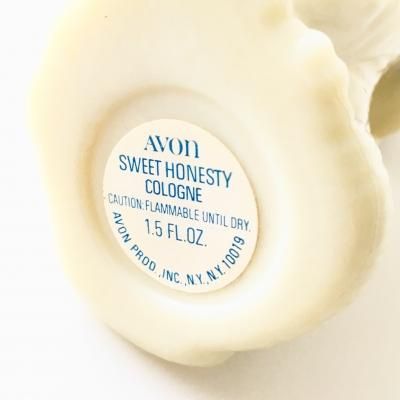 AVON
SWEET HONESTY
COLOGNE
CAUTION: FLAMMABLE UNTIL DRY.
1.5 FL.OZ.
AVON PROD., INC., N.Y., N.Y. 10019